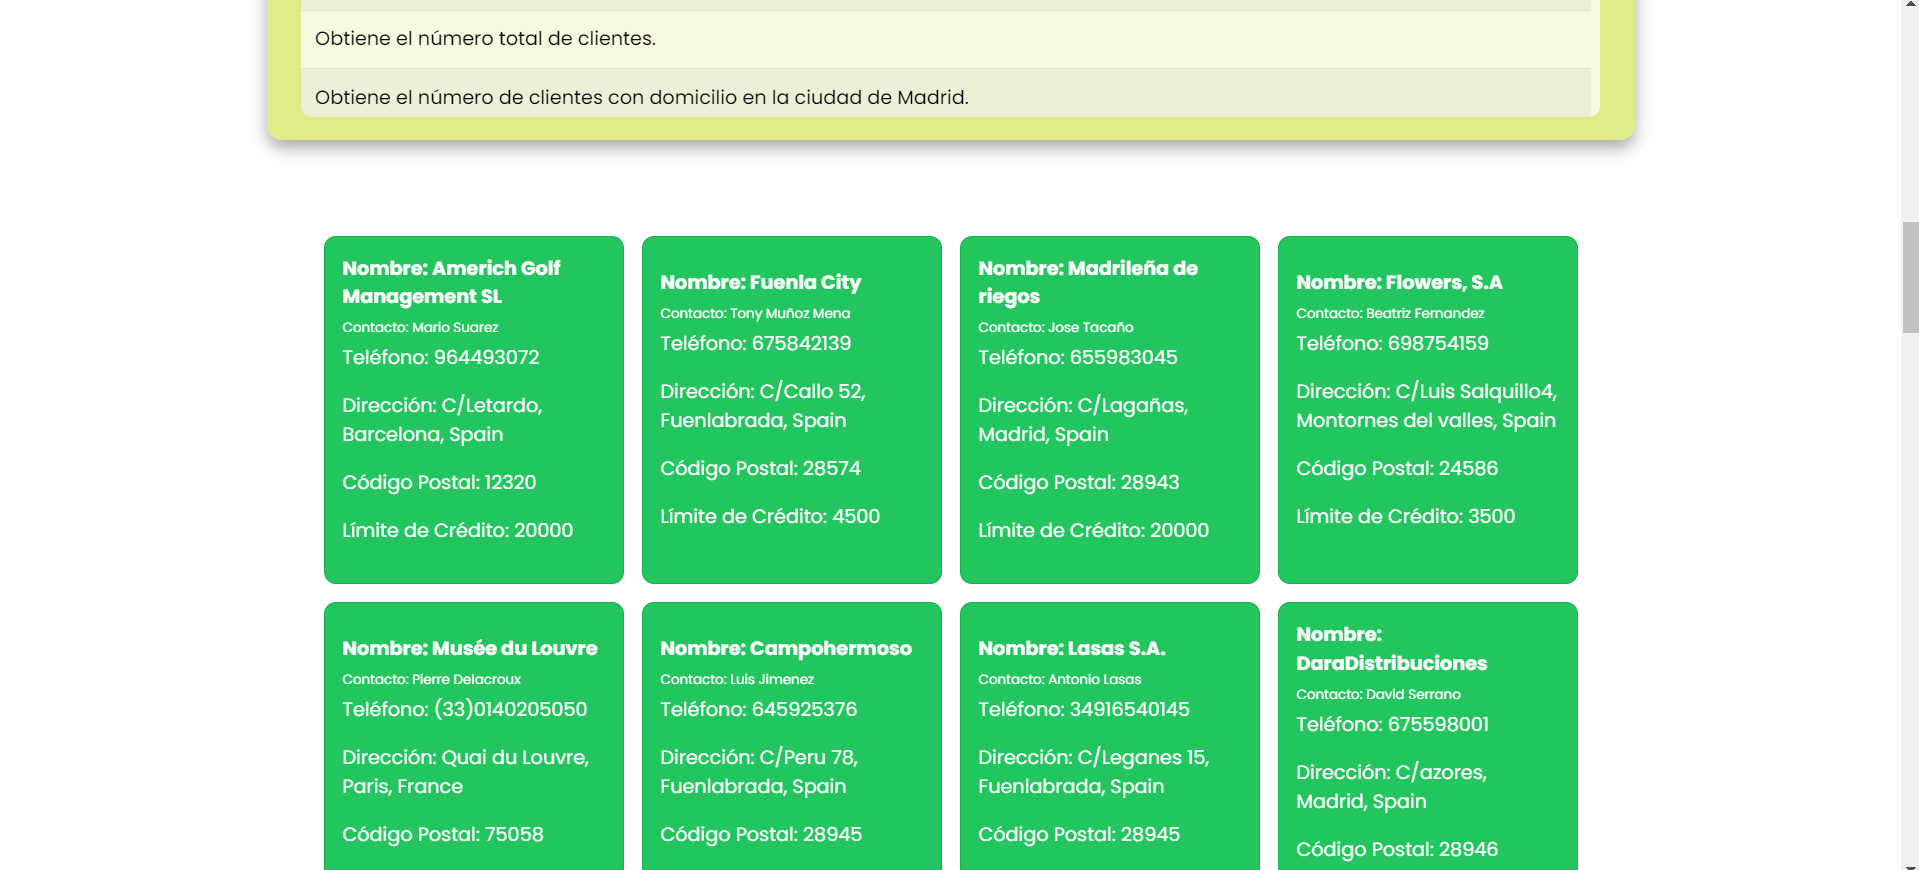 Obtiene el número total de clientes.
Obtiene el número de clientes con domicilio en la ciudad de Madrid.
Nombre: Americh Golf
Management SL
Contacto: Mario Suarez
Teléfono: 964493072
Dirección: C/Letardo,
Barcelona, Spain
Código Postal: 12320
Límite de Crédito: 20000
Nombre: Fuenla City
Contacto: Tony Muñoz Mena
Teléfono: 675842139
Dirección: C/Callo 52,
Fuenlabrada, Spain
Código Postal: 28574
Límite de Crédito: 4500
Nombre: Madrileña de
riegos
Contacto: Jose Tacaño
Teléfono: 655983045
Dirección: C/Lagañas,
Madrid, Spain
Código Postal: 28943
Límite de Crédito: 20000
Nombre: Flowers, S.A
Contacto: Beatriz Fernandez
Teléfono: 698754159
Dirección: C/Luis Salquillo4,
Montornes del valles, Spain
Código Postal: 24586
Límite de Crédito: 3500
Nombre: Musée du Louvre
Contacto: Pierre Delacroux
Teléfono: (33)0140205050
Dirección: Quai du Louvre,
Paris, France
Código Postal: 75058
Nombre: Campohermoso
Contacto: Luis Jimenez
Teléfono: 645925376
Dirección: C/Peru 78,
Fuenlabrada, Spain
Código Postal: 28945
Nombre: Lasas S.A.
Contacto: Antonio Lasas
Teléfono: 34916540145
Dirección: C/Leganes 15,
Fuenlabrada, Spain
Código Postal: 28945
Nombre:
DaraDistribuciones
Contacto: David Serrano
Teléfono: 675598001
Dirección: C/azores,
Madrid, Spain
Código Postal: 28946